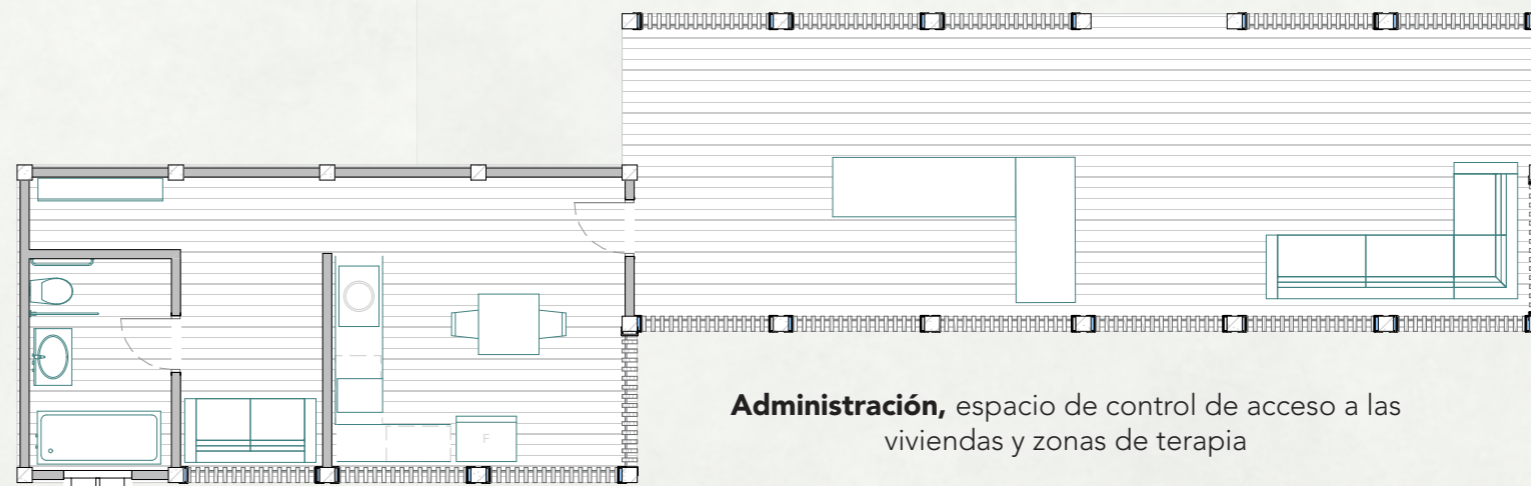 F
Administración, espacio de control de acceso a las
viviendas y zonas de terapia